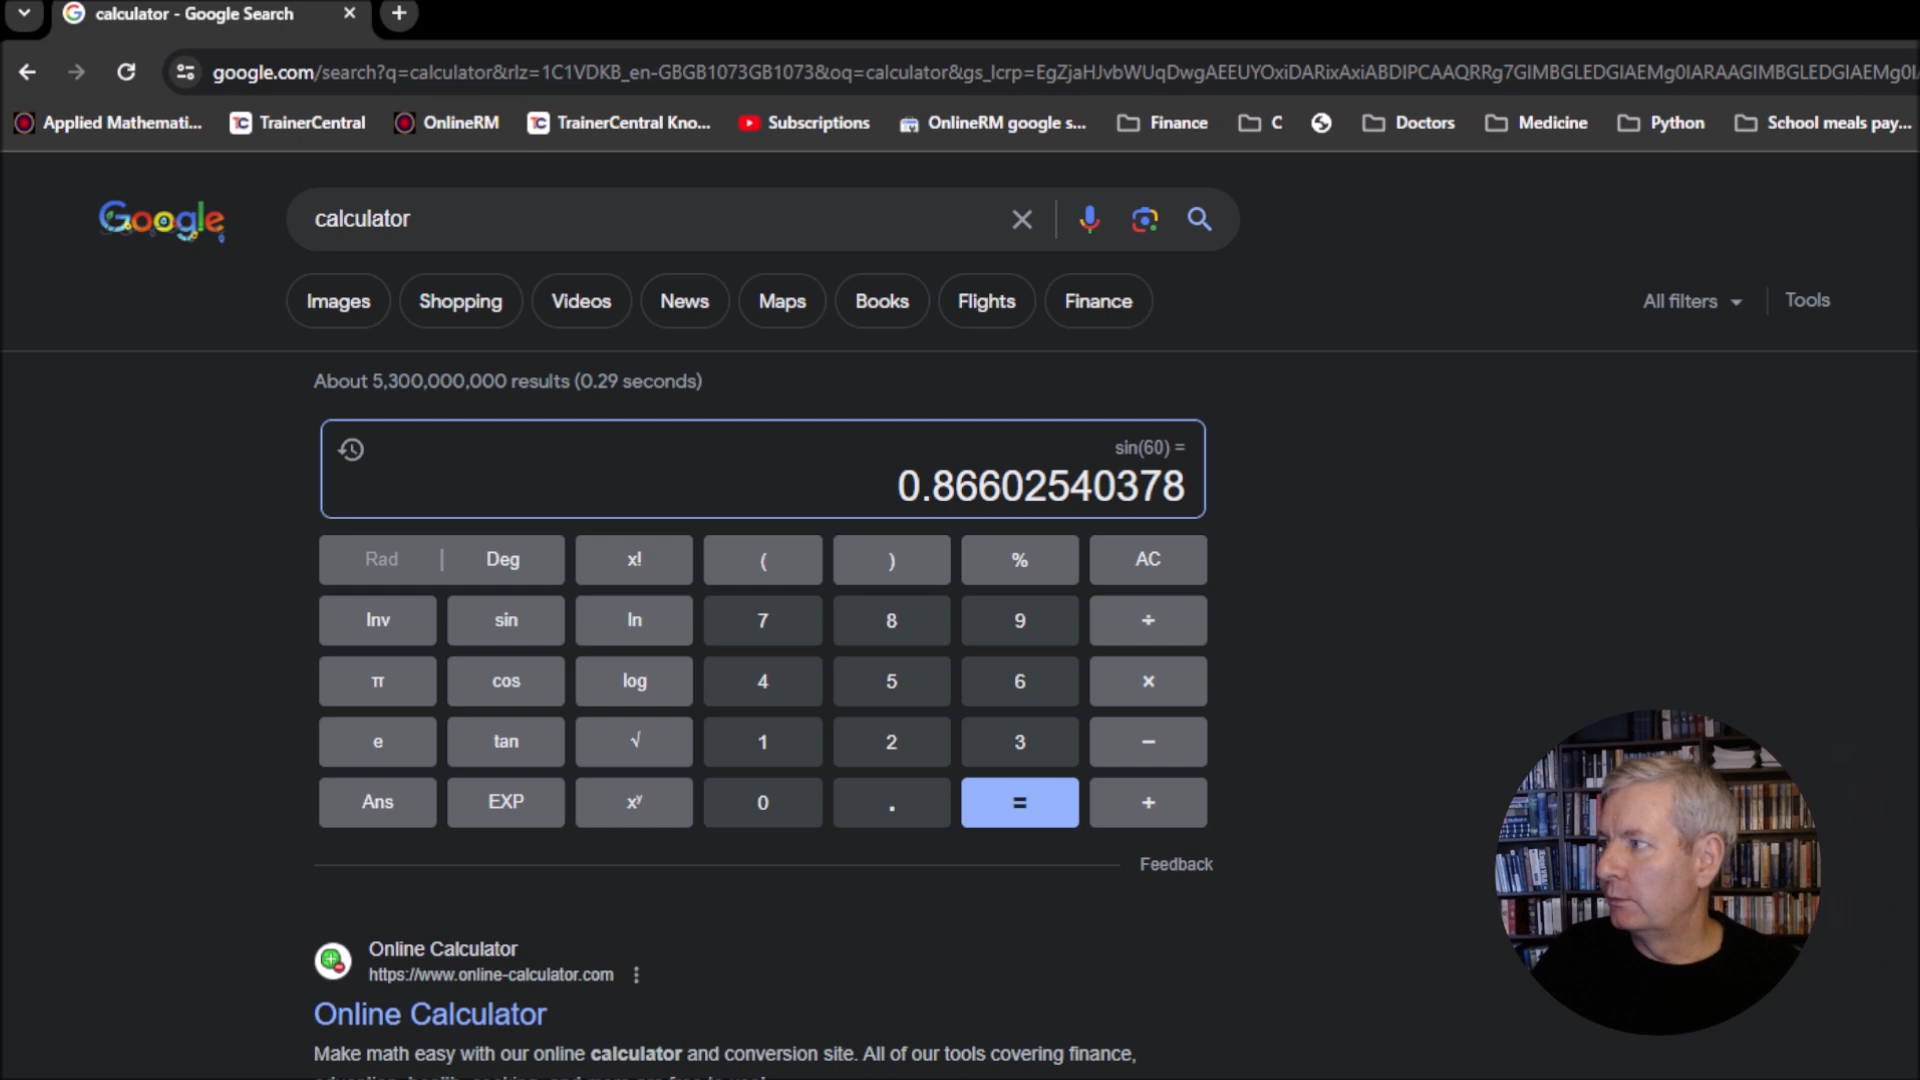 calculator - Google Search
google.com/search?q=calculator&rlz=1C1VDKB_en-GBGB1073GB1073&oq=calculator&gs_lcrp=
Applied Mathemati... TrainerCentral OnlineRM TrainerCentral Kno... Subscriptions OnlineRM google s... Finance C Doctors Medicine Python School meals pay...
Google
calculator
Images Shopping Videos News Maps Books Flights Finance All filters Tools
About 5,300,000,000 results (0.29 seconds)
sin(60) =
0.86602540378
Rad | Deg x! ( ) % AC
Inv sin ln 7 8 9 ÷
π cos log 4 5 6 ×
e tan √ 1 2 3 −
Ans EXP xʸ 0 . = +
Feedback
Online Calculator
https://www.online-calculator.com
Online Calculator
Make math easy with our online calculator and conversion site. All of our tools covering finance,